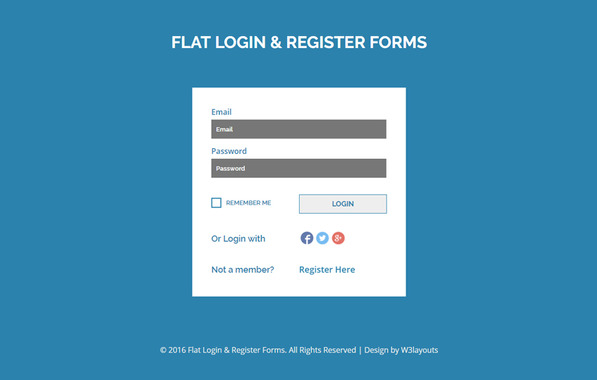 FLAT LOGIN & REGISTER FORMS
Email
Email
Password
Password
REMEMBER ME LOGIN
Or Login with f g+
Not a member? Register Here
© 2016 Flat Login & Register Forms. All Rights Reserved | Design by W3layouts